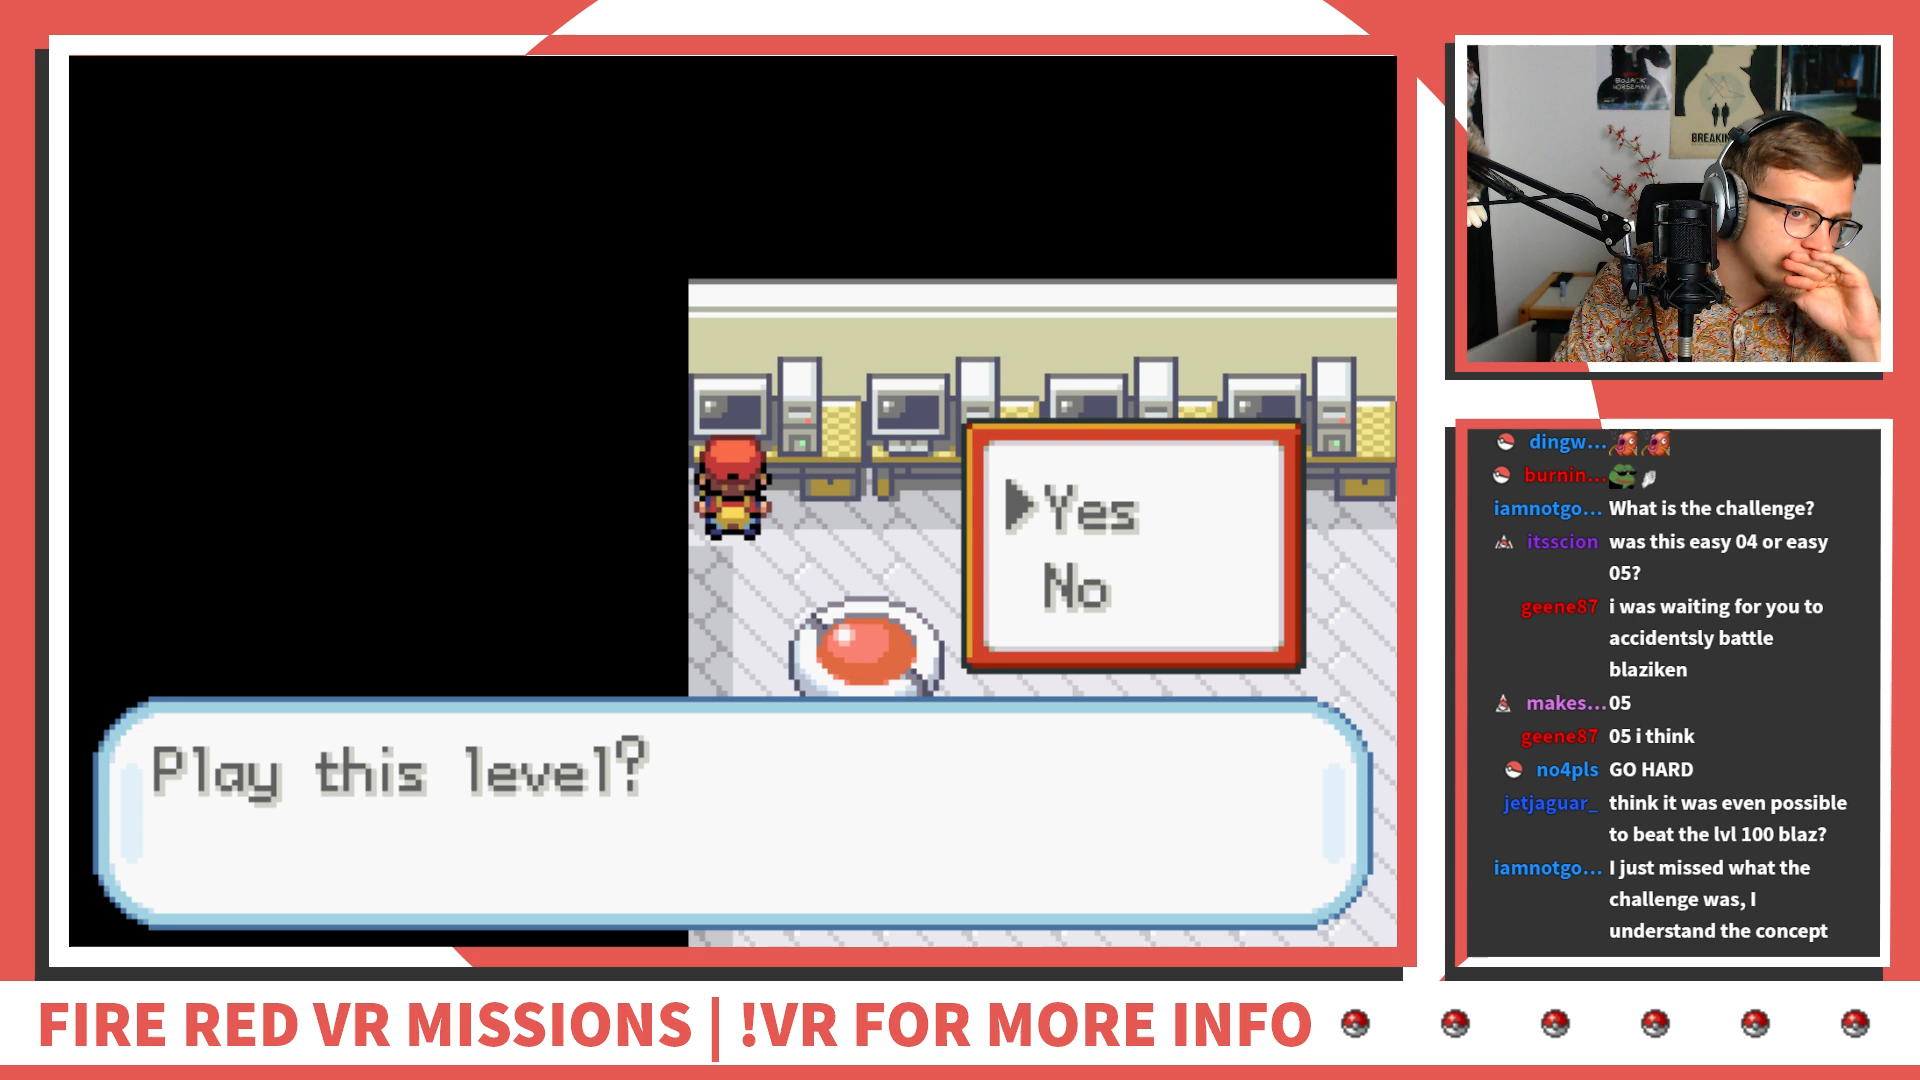 BOJACK
HORSEMAN
Yes
No
Play this level?
dingw...
burnin...
iamnotgo... What is the challenge?
itsscion was this easy 04 or easy
05?
geene87 i was waiting for you to
accidentsly battle
blaziken
makes... 05
geene87 05 i think
no4pls GO HARD
jetjaguar_ think it was even possible
to beat the lvl 100 blaz?
iamnotgo... I just missed what the
challenge was, I
understand the concept
FIRE RED VR MISSIONS | !VR FOR MORE INFO